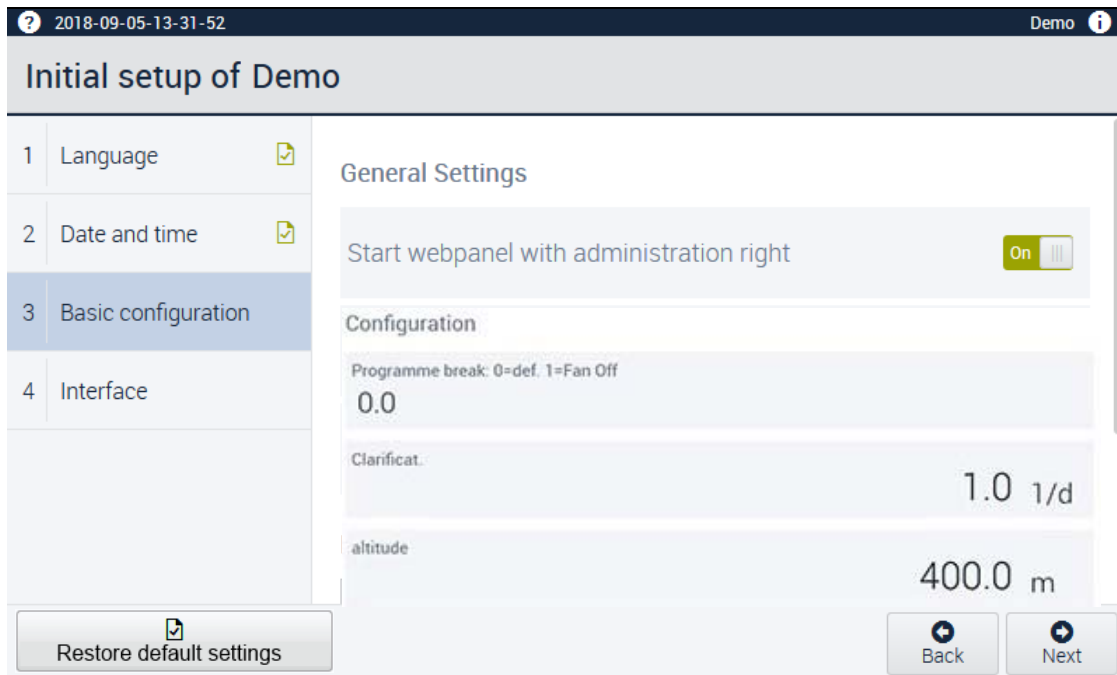 ? 2018-09-05-13-31-52 Demo i
Initial setup of Demo
1 Language
2 Date and time
3 Basic configuration
4 Interface
General Settings
Start webpanel with administration right On
Configuration
Programme break: 0=def. 1=Fan Off
0.0
Clarificat.
1.0 1/d
altitude
400.0 m
Restore default settings
Back
Next